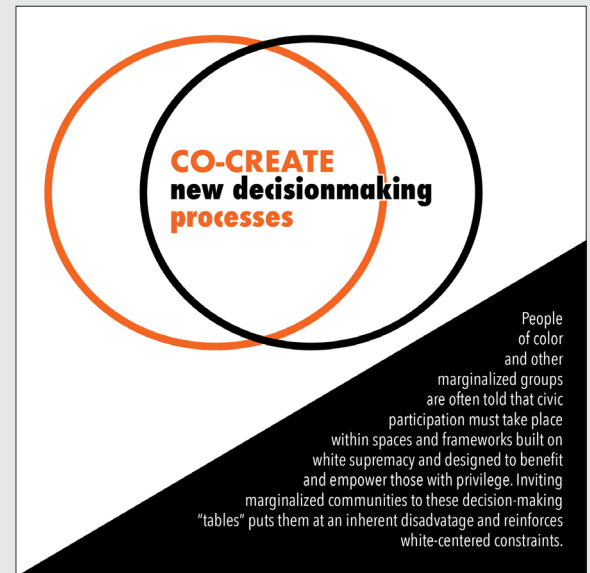 CO-CREATE
new decisionmaking
processes
People
of color
and other
marginalized groups
are often told that civic
participation must take place
within spaces and frameworks built on
white supremacy and designed to benefit
and empower those with privilege. Inviting
marginalized communities to these decision-making
“tables” puts them at an inherent disadvatage and reinforces
white-centered constraints.